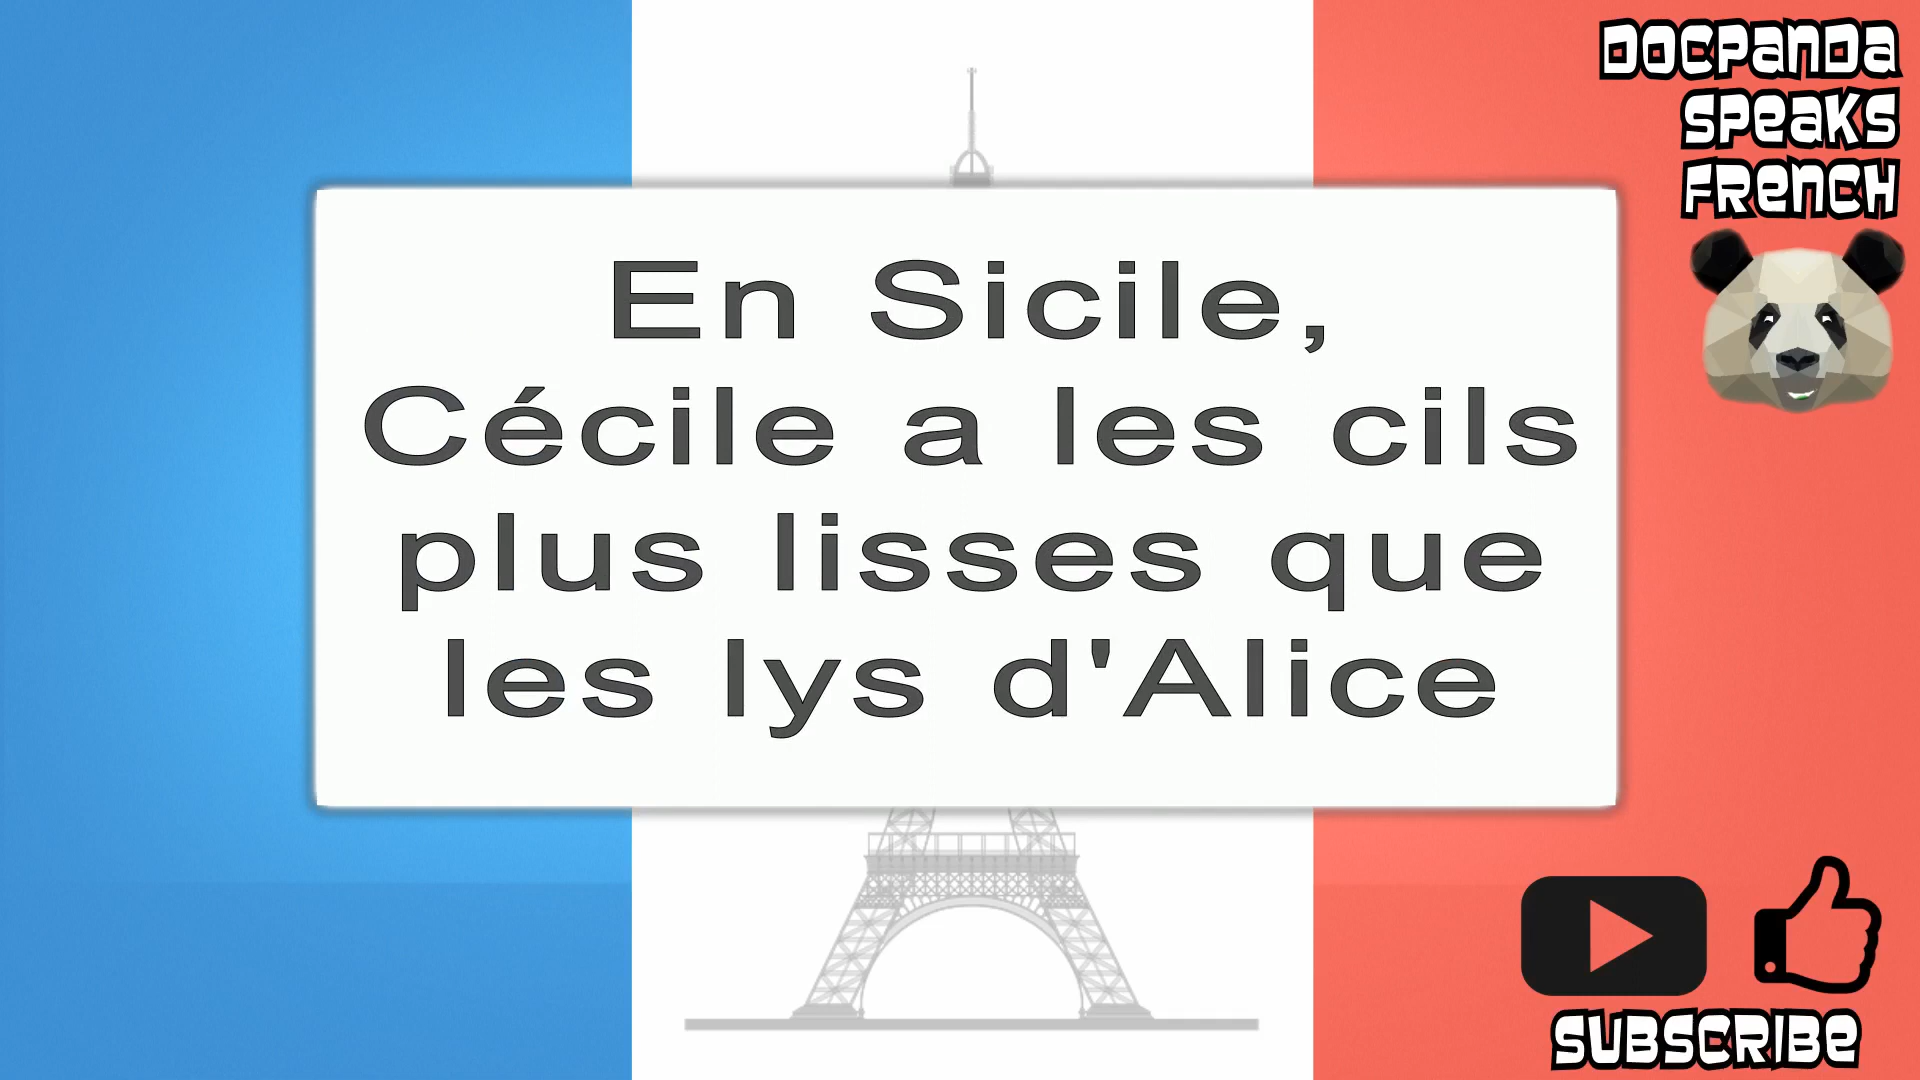 DOCPANDA
SPEAKS
FRENCH
En Sicile,
Cécile a les cils
plus lisses que
les lys d'Alice
SUBSCRIBE